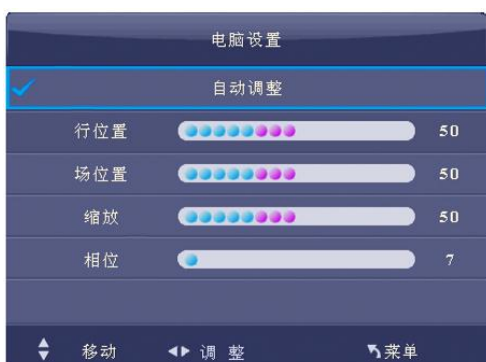 电脑设置
自动调整
行位置 50
场位置 50
缩放 50
相位 7
移动 调 整 菜单